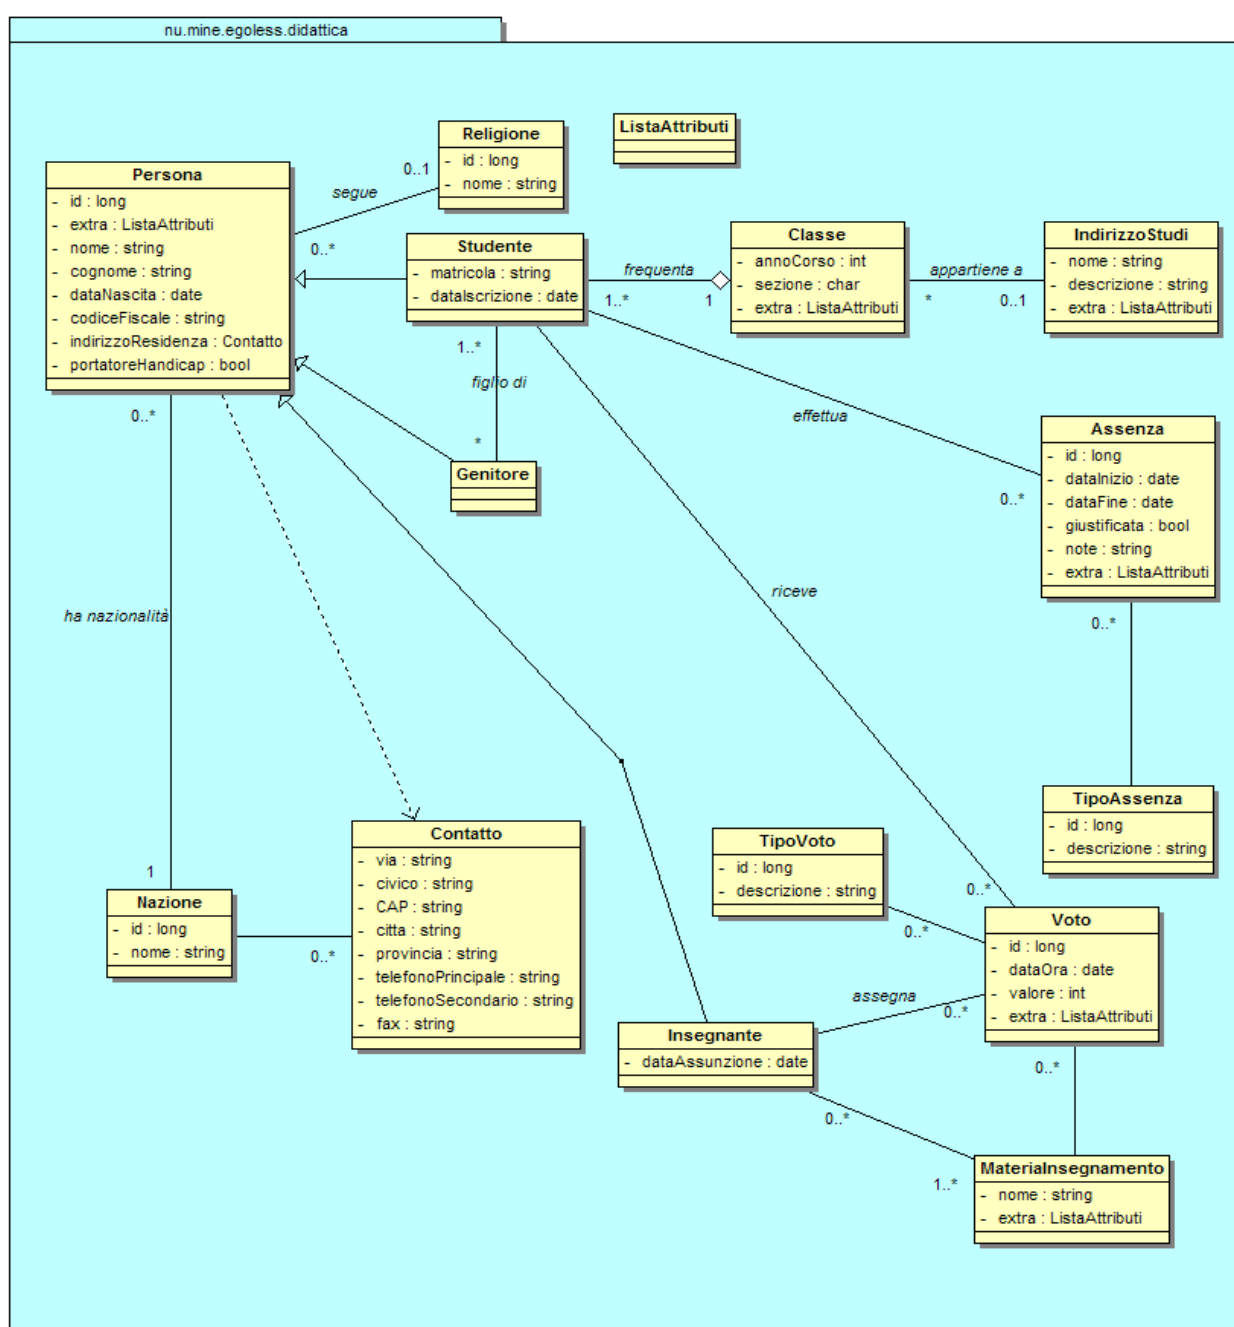 nu.mine.egoless.didattica
Religione
- id : long
- nome : string
ListaAttributi
Persona
- id : long
- extra : ListaAttributi
- nome : string
- cognome : string
- dataNascita : date
- codiceFiscale : string
- indirizzoResidenza : Contatto
- portatoreHandicap : bool
segue
0..1
0..*
Studente
- matricola : string
- dataIscrizione : date
frequenta
1..*
1
Classe
- annoCorso : int
- sezione : char
- extra : ListaAttributi
appartiene a
*
0..1
IndirizzoStudi
- nome : string
- descrizione : string
- extra : ListaAttributi
1..*
figlio di
*
Genitore
effettua
0..*
Assenza
- id : long
- dataInizio : date
- dataFine : date
- giustificata : bool
- note : string
- extra : ListaAttributi
0..*
0..*
ha nazionalità
1
riceve
0..*
TipoAssenza
- id : long
- descrizione : string
Contatto
- via : string
- civico : string
- CAP : string
- citta : string
- provincia : string
- telefonoPrincipale : string
- telefonoSecondario : string
- fax : string
TipoVoto
- id : long
- descrizione : string
0..*
Nazione
- id : long
- nome : string
0..*
Voto
- id : long
- dataOra : date
- valore : int
- extra : ListaAttributi
assegna
0..*
Insegnante
- dataAssunzione : date
0..*
0..*
1..*
MateriaInsegnamento
- nome : string
- extra : ListaAttributi